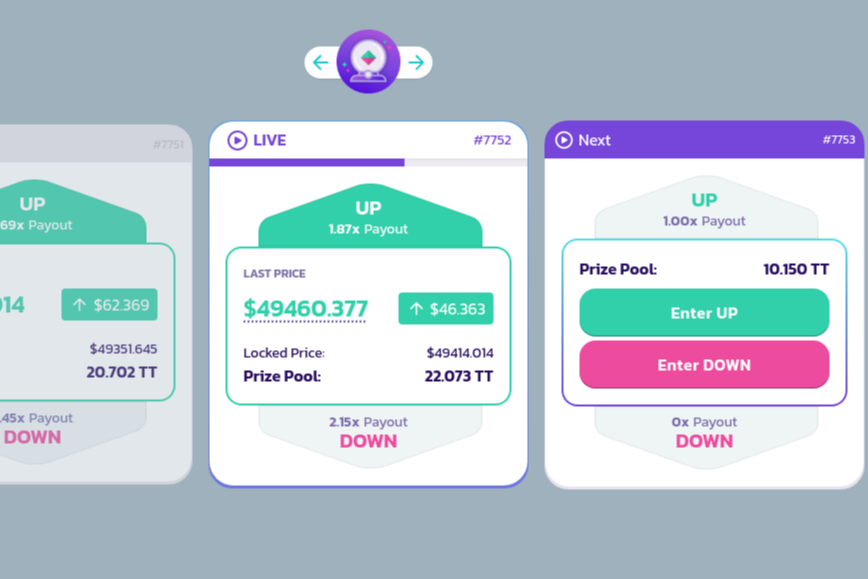 #7751
UP
69x Payout
014
↑ $62.369
$49351.645
20.702 TT
.45x Payout
DOWN
LIVE
#7752
UP
1.87x Payout
LAST PRICE
$49460.377
↑ $46.363
Locked Price: $49414.014
Prize Pool: 22.073 TT
2.15x Payout
DOWN
Next
#7753
UP
1.00x Payout
Prize Pool: 10.150 TT
Enter UP
Enter DOWN
0x Payout
DOWN